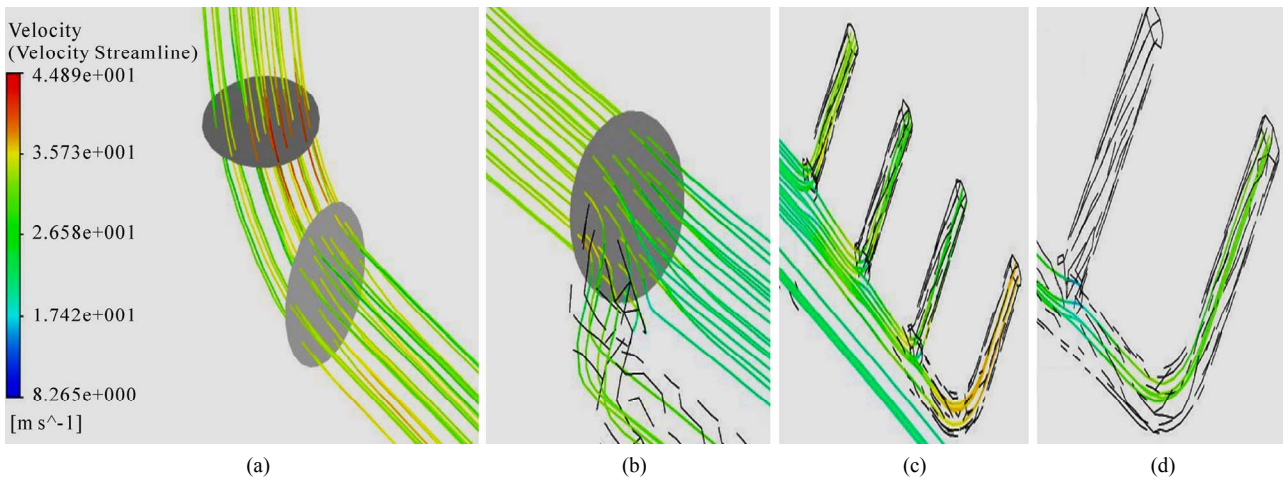 Velocity
(Velocity Streamline)
4.489e+001
3.573e+001
2.658e+001
1.742e+001
8.265e+000
[m s^-1]
(a)
(b)
(c)
(d)